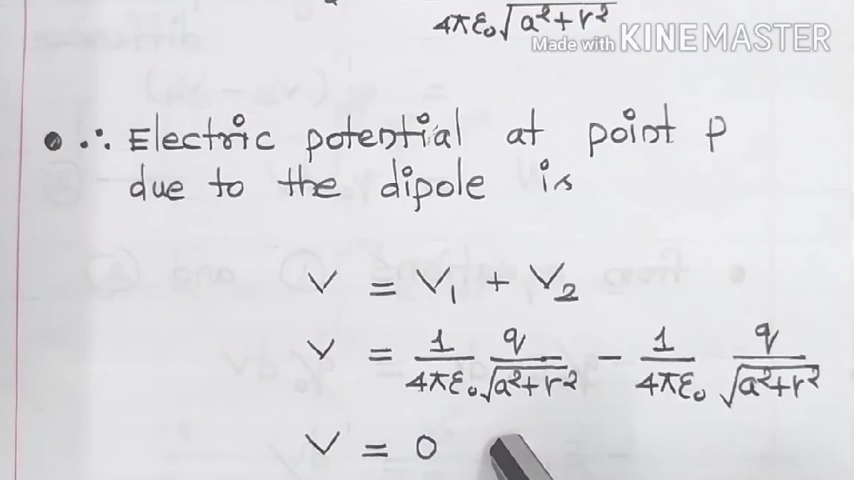 4πε₀√a²+r²
Made with KINEMASTER
• ∴ Electric potential at point P
due to the dipole is
V = V₁ + V₂
V = 1/4πε₀ q/√a²+r² − 1/4πε₀ q/√a²+r²
V = 0